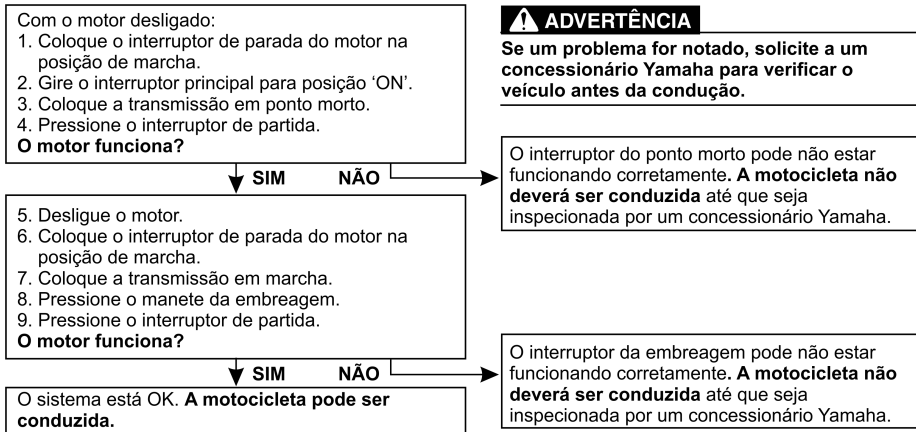 Com o motor desligado:
1. Coloque o interruptor de parada do motor na
posição de marcha.
2. Gire o interruptor principal para posição ‘ON’.
3. Coloque a transmissão em ponto morto.
4. Pressione o interruptor de partida.
O motor funciona?
ADVERTÊNCIA
Se um problema for notado, solicite a um
concessionário Yamaha para verificar o
veículo antes da condução.
SIM NÃO
O interruptor do ponto morto pode não estar
funcionando corretamente. A motocicleta não
deverá ser conduzida até que seja
inspecionada por um concessionário Yamaha.
5. Desligue o motor.
6. Coloque o interruptor de parada do motor na
posição de marcha.
7. Coloque a transmissão em marcha.
8. Pressione o manete da embreagem.
9. Pressione o interruptor de partida.
O motor funciona?
SIM NÃO
O interruptor da embreagem pode não estar
funcionando corretamente. A motocicleta não
deverá ser conduzida até que seja
inspecionada por um concessionário Yamaha.
O sistema está OK. A motocicleta pode ser
conduzida.